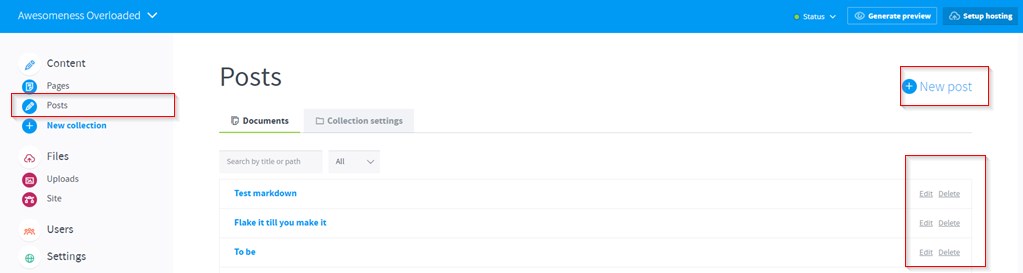 Awesomeness Overloaded
Status
Generate preview
Setup hosting
Content
Pages
Posts
New collection
Files
Uploads
Site
Users
Settings
Posts
New post
Documents
Collection settings
Search by title or path
All
Test markdown
Edit Delete
Flake it till you make it
Edit Delete
To be
Edit Delete